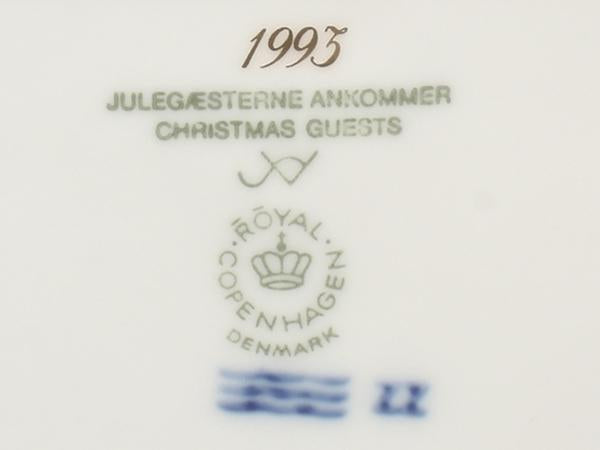 1993
JULEGÆSTERNE ANKOMMER
CHRISTMAS GUESTS
ROYAL
COPENHAGEN
DENMARK